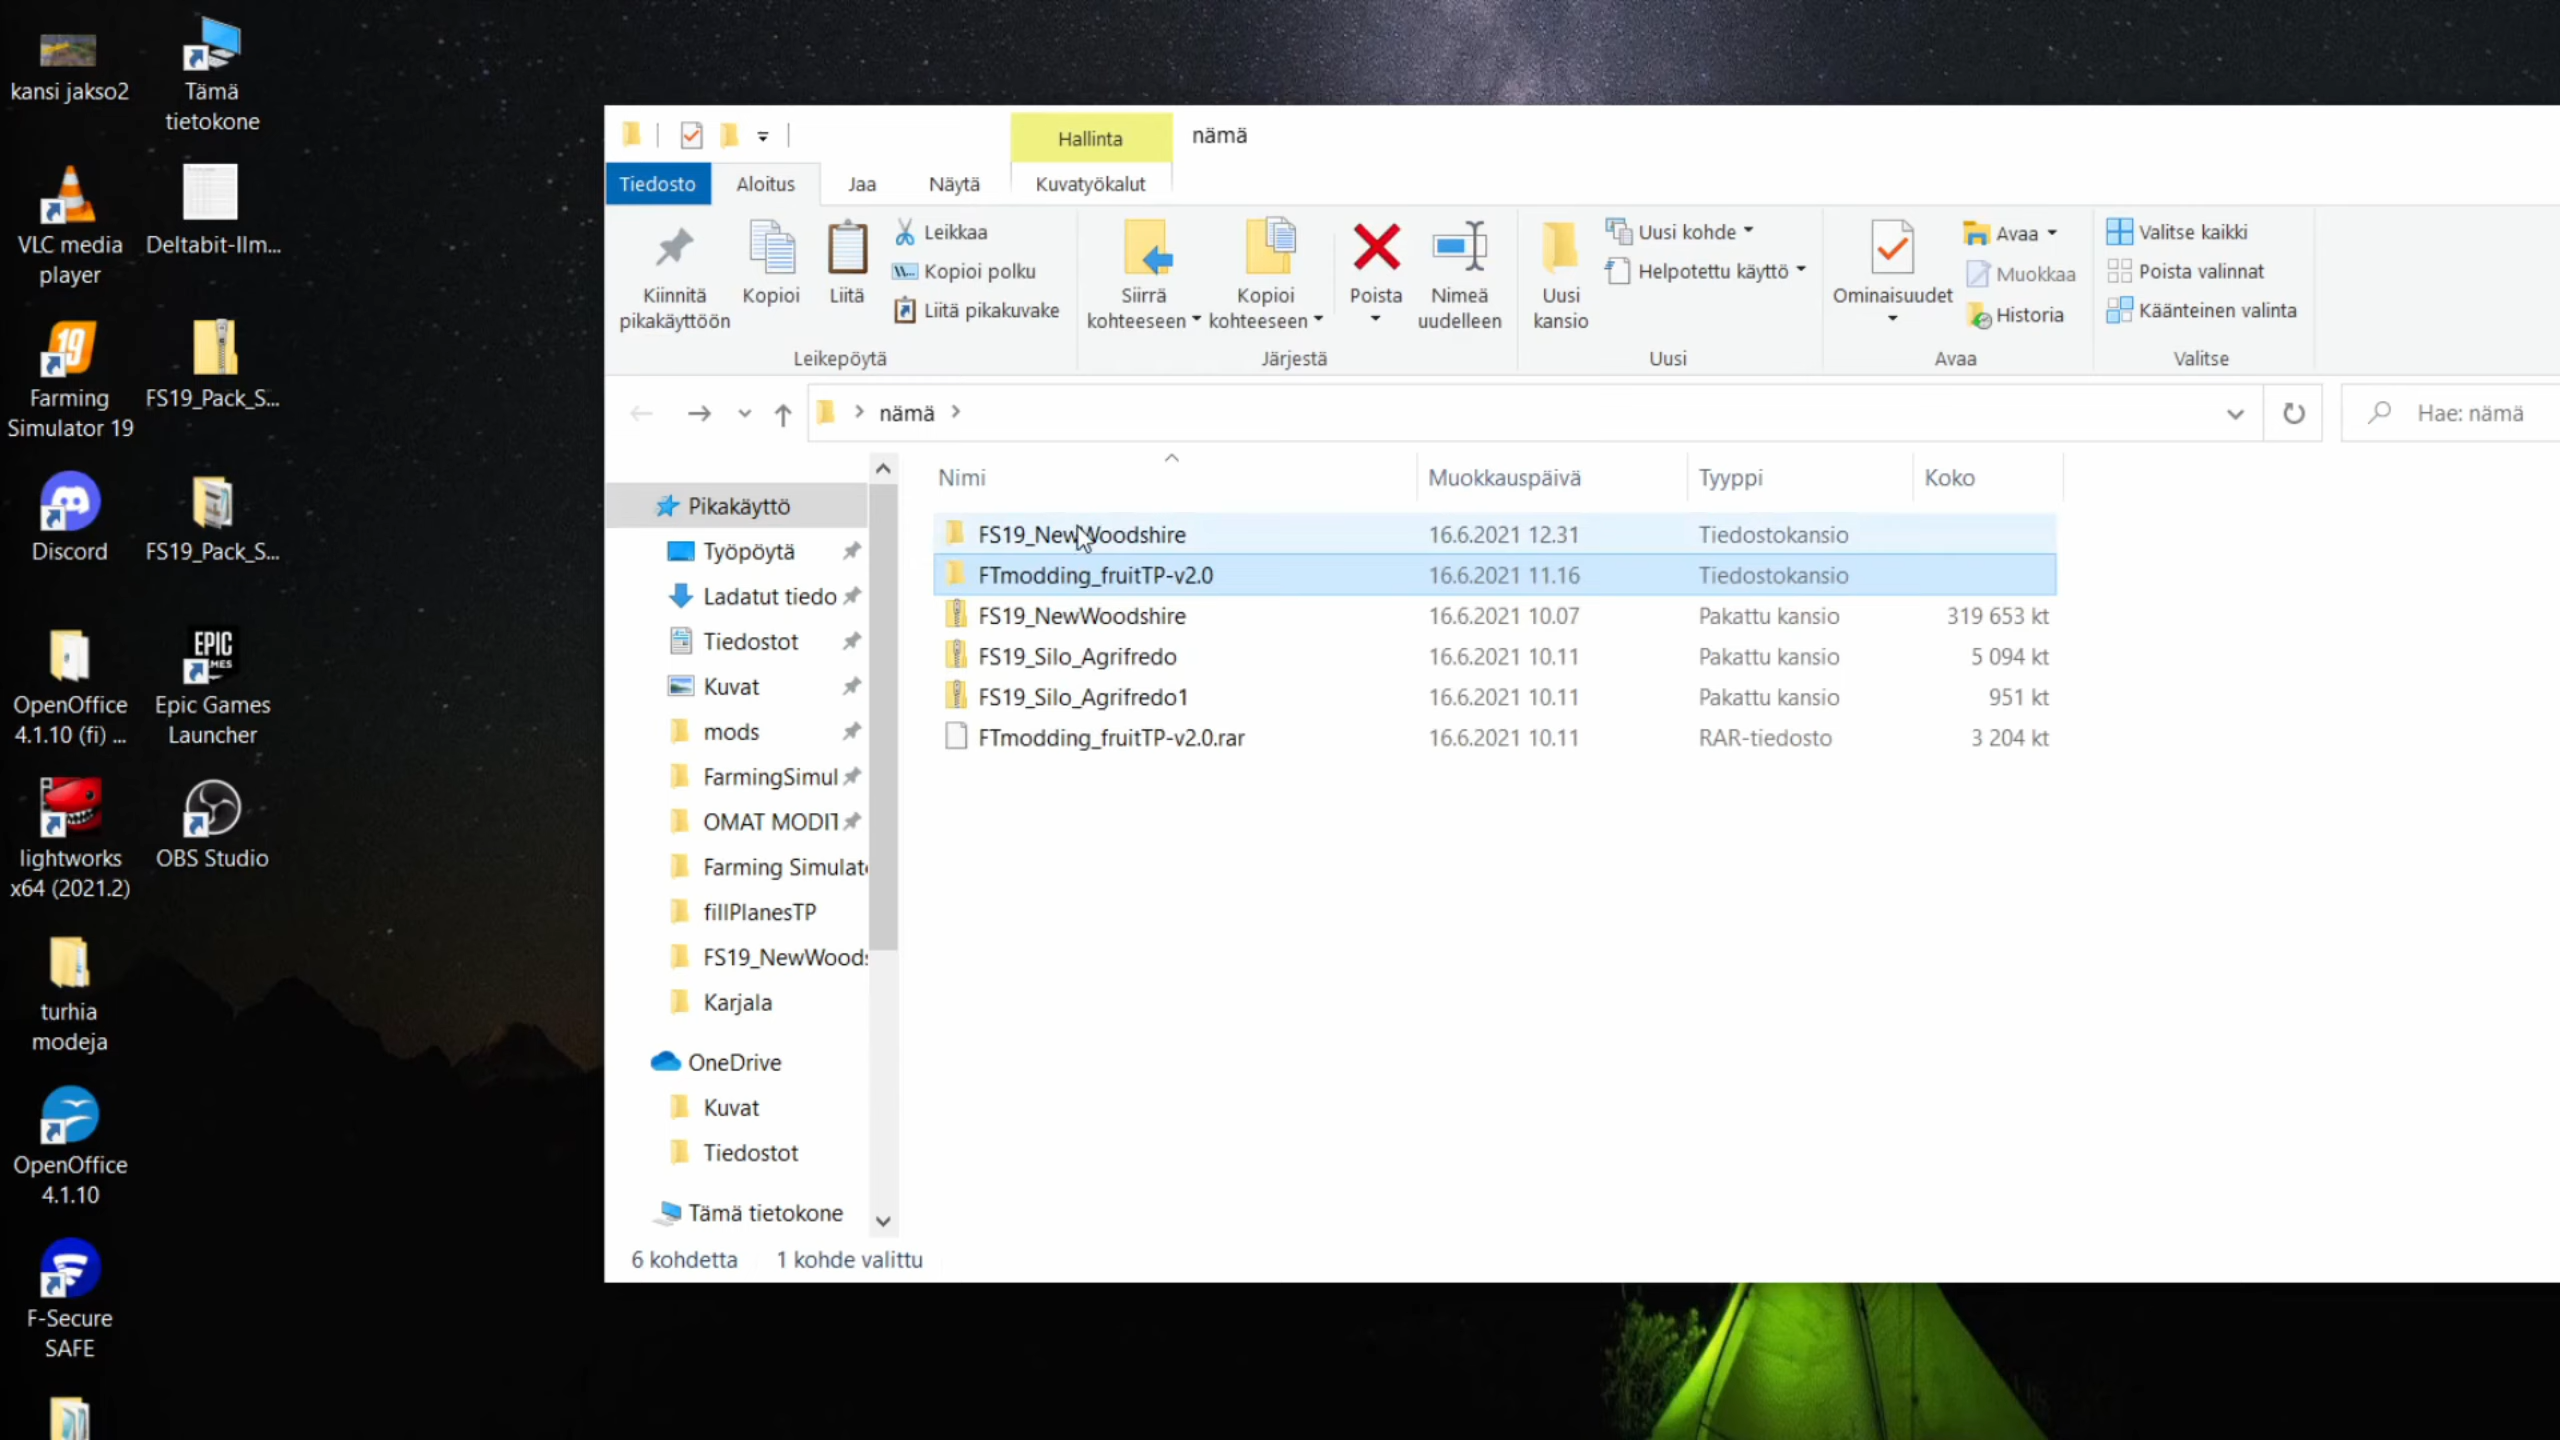 kansi jakso2
Tämä
tietokone
VLC media
player
Deltabit-Ilm...
Farming
Simulator 19
FS19_Pack_S...
Discord
FS19_Pack_S...
OpenOffice
4.1.10 (fi) ...
EPIC
Epic Games
Launcher
lightworks
x64 (2021.2)
OBS Studio
turhia
modeja
OpenOffice
4.1.10
F-Secure
SAFE
Hallinta
nämä
Tiedosto
Aloitus
Jaa
Näytä
Kuvatyökalut
Kiinnitä
pikakäyttöön
Kopioi
Liitä
Leikkaa
Kopioi polku
Liitä pikakuvake
Siirrä
kohteeseen
Kopioi
kohteeseen
Poista
Nimeä
uudelleen
Uusi
kansio
Uusi kohde
Helpotettu käyttö
Ominaisuudet
Avaa
Muokkaa
Historia
Valitse kaikki
Poista valinnat
Käänteinen valinta
Leikepöytä
Järjestä
Uusi
Avaa
Valitse
nämä
Hae: nämä
Nimi
Muokkauspäivä
Tyyppi
Koko
FS19_NewWoodshire 16.6.2021 12.31 Tiedostokansio
FTmodding_fruitTP-v2.0 16.6.2021 11.16 Tiedostokansio
FS19_NewWoodshire 16.6.2021 10.07 Pakattu kansio 319 653 kt
FS19_Silo_Agrifredo 16.6.2021 10.11 Pakattu kansio 5 094 kt
FS19_Silo_Agrifredo1 16.6.2021 10.11 Pakattu kansio 951 kt
FTmodding_fruitTP-v2.0.rar 16.6.2021 10.11 RAR-tiedosto 3 204 kt
Pikakäyttö
Työpöytä
Ladatut tiedo
Tiedostot
Kuvat
mods
FarmingSimul
OMAT MODIT
Farming Simulat
fillPlanesTP
FS19_NewWoods
Karjala
OneDrive
Kuvat
Tiedostot
Tämä tietokone
6 kohdetta
1 kohde valittu